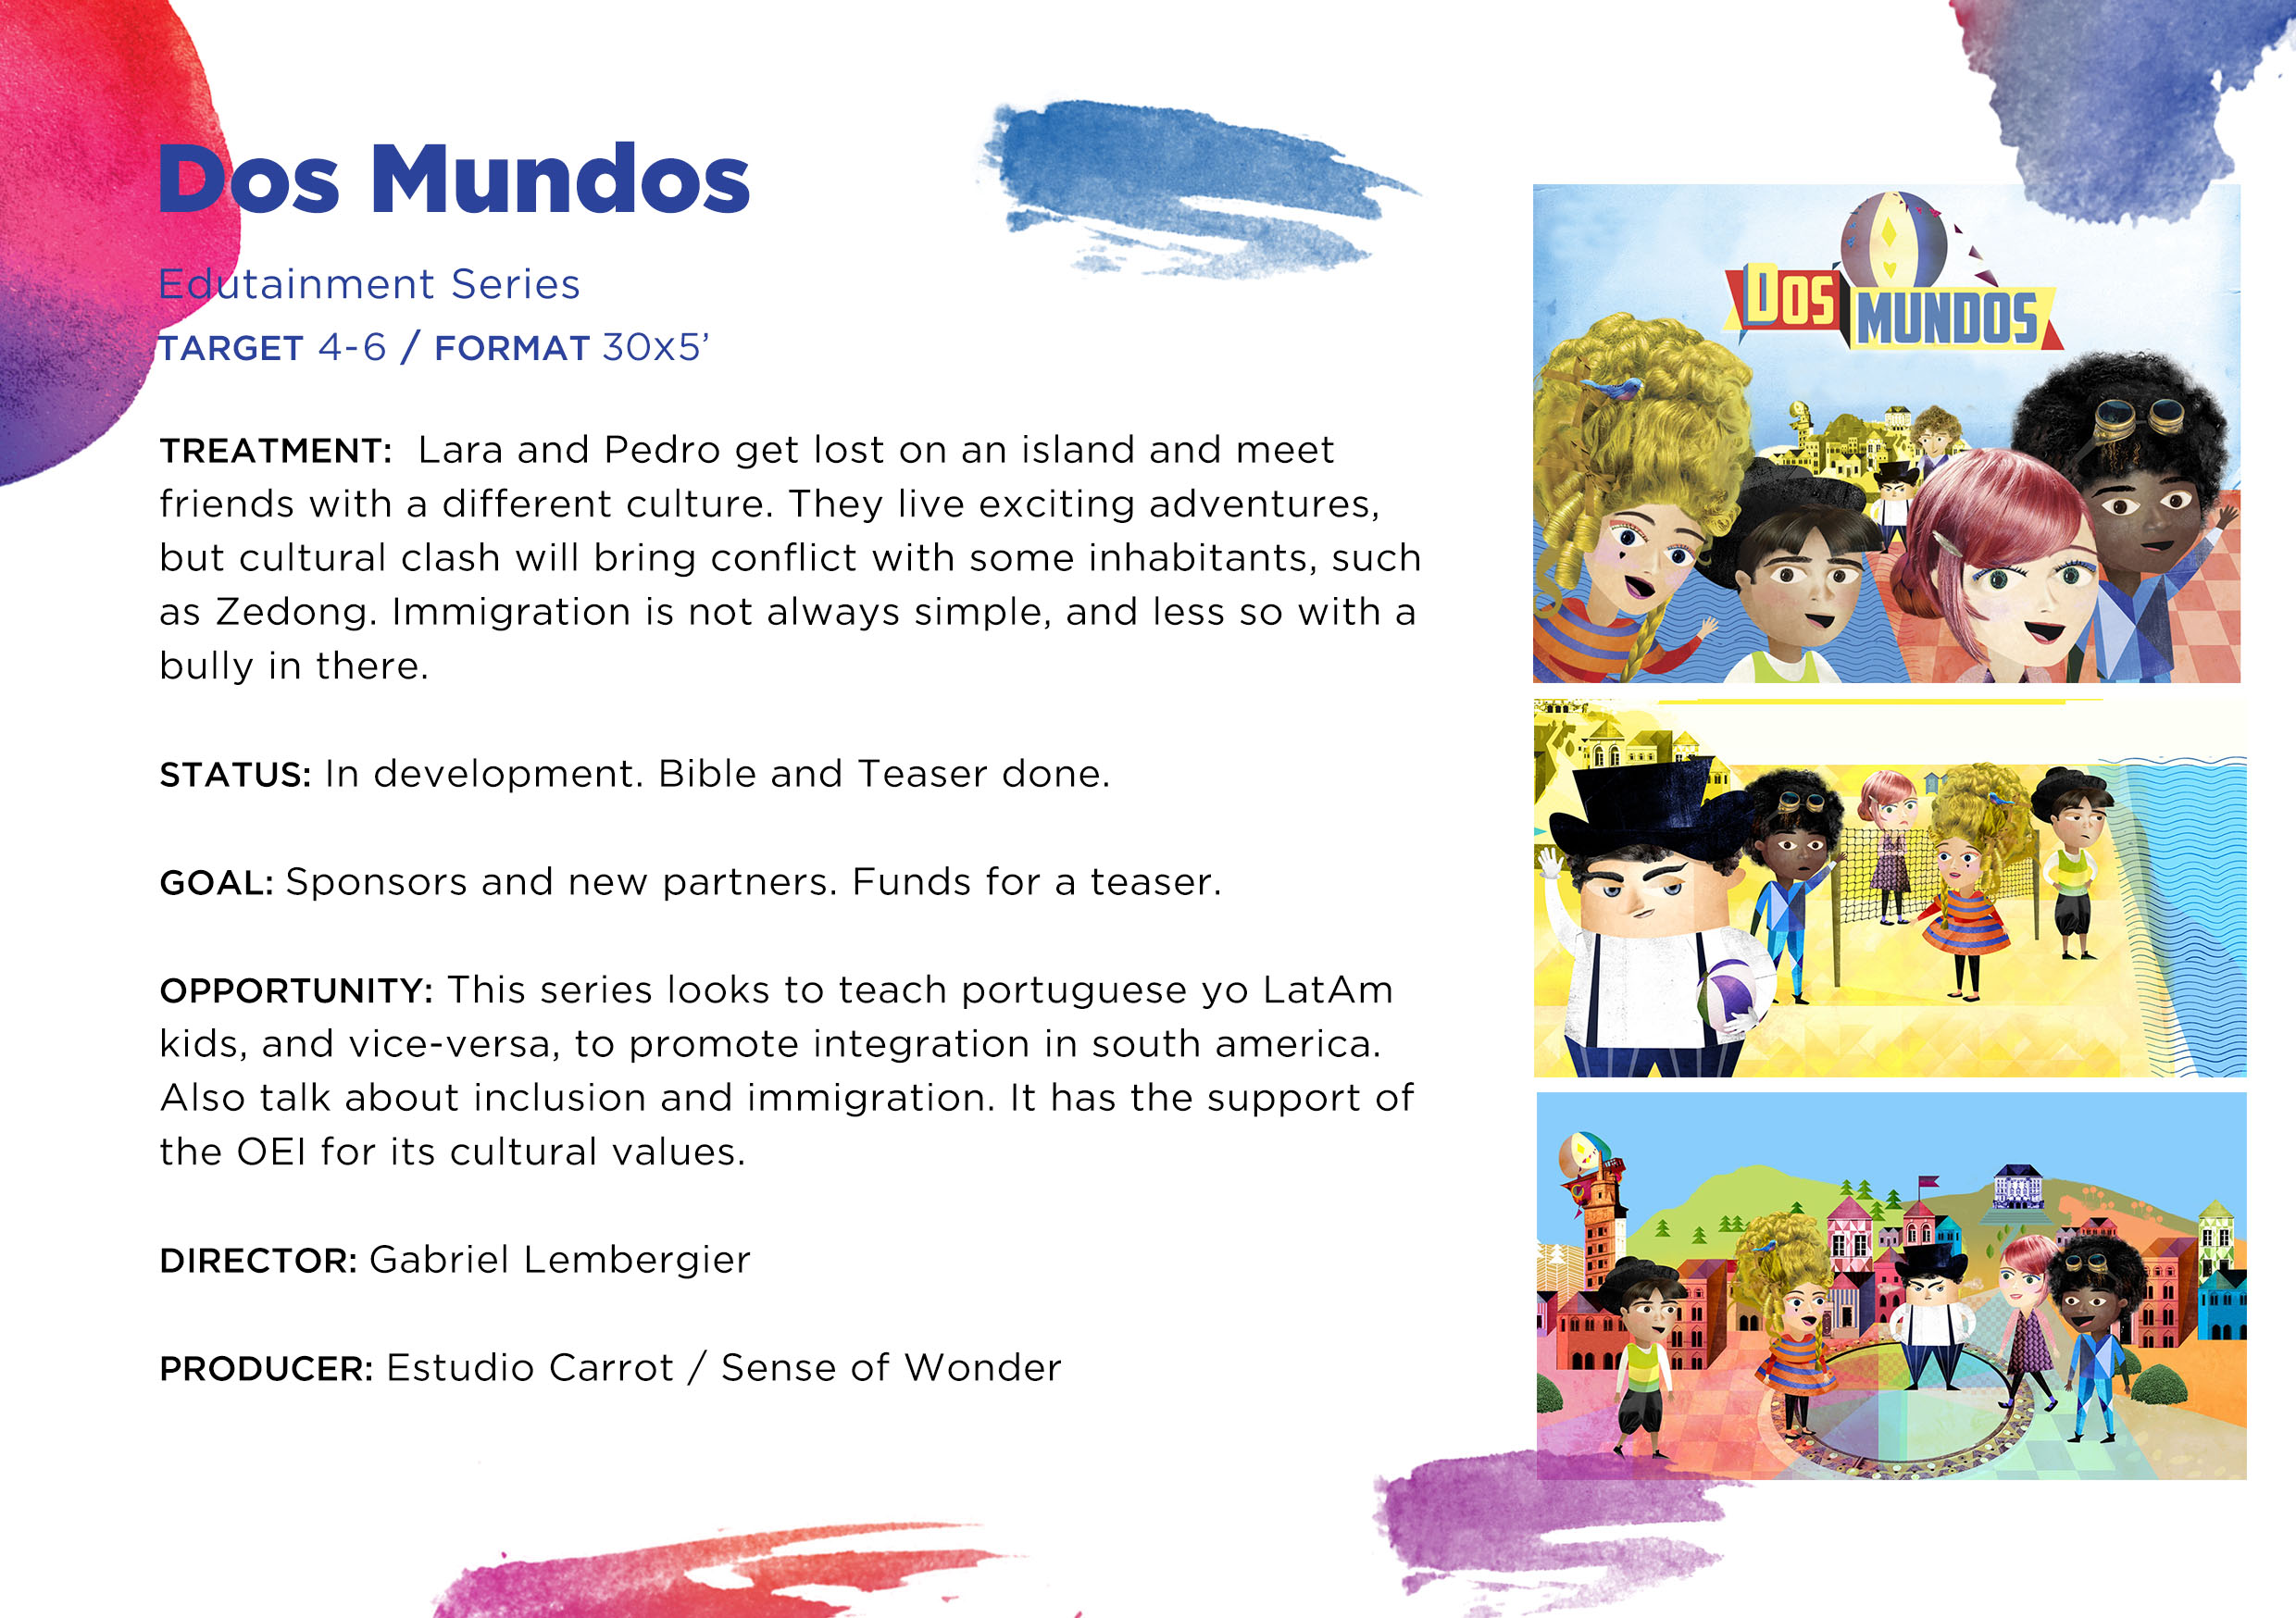 Dos Mundos
Edutainment Series
TARGET 4-6 / FORMAT 30x5’
TREATMENT: Lara and Pedro get lost on an island and meet
friends with a different culture. They live exciting adventures,
but cultural clash will bring conflict with some inhabitants, such
as Zedong. Immigration is not always simple, and less so with a
bully in there.
STATUS: In development. Bible and Teaser done.
GOAL: Sponsors and new partners. Funds for a teaser.
OPPORTUNITY: This series looks to teach portuguese yo LatAm
kids, and vice-versa, to promote integration in south america.
Also talk about inclusion and immigration. It has the support of
the OEI for its cultural values.
DIRECTOR: Gabriel Lembergier
PRODUCER: Estudio Carrot / Sense of Wonder
DOS
MUNDOS